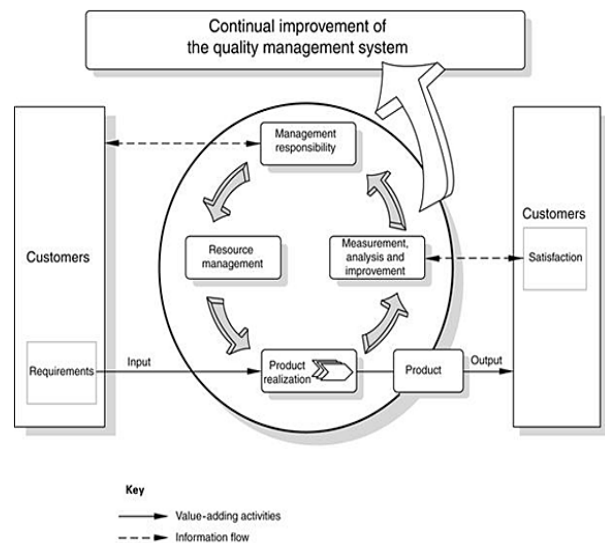 Continual improvement of
the quality management system
Management
responsibility
Customers
Resource
management
Measurement,
analysis and
improvement
Customers
Satisfaction
Requirements
Input
Product
realization
Product
Output
Key
Value-adding activities
Information flow